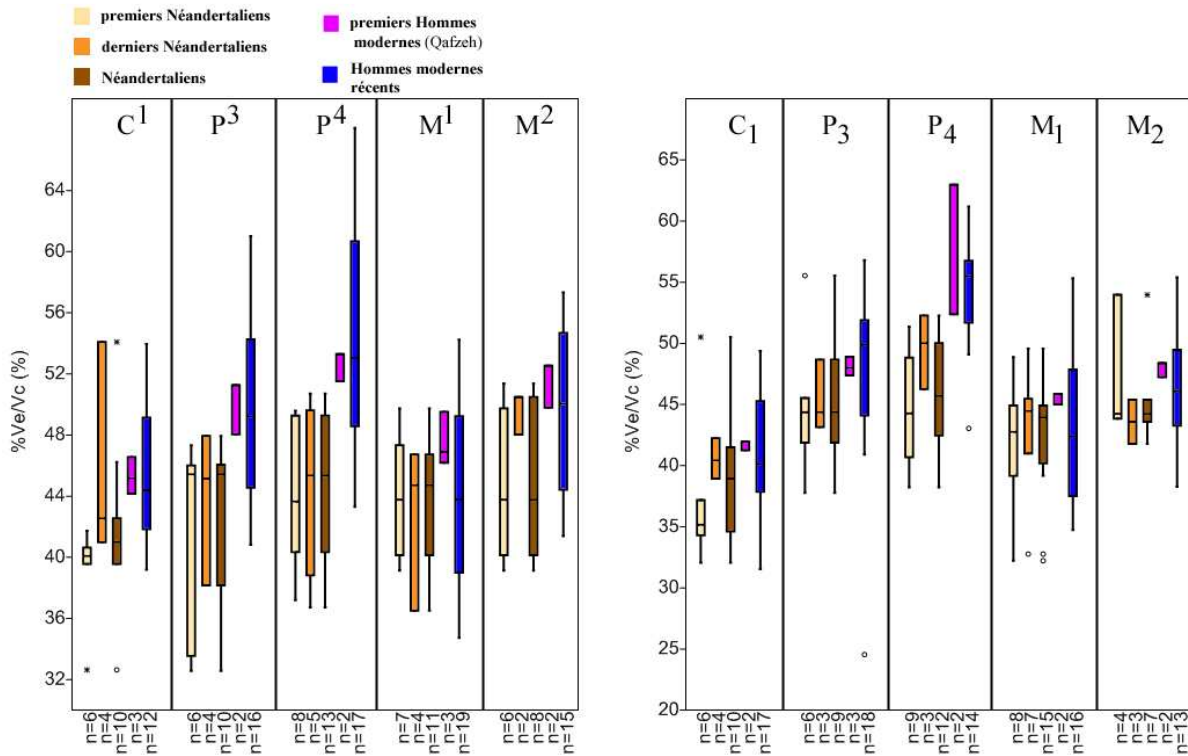 premiers Néandertaliens
derniers Néandertaliens
Néandertaliens
premiers Hommes
modernes (Qafzeh)
Hommes modernes
récents
C1 P3 P4 M1 M2
%Ve/Vc (%)
64
60
56
52
48
44
40
36
32
n=6 n=4 n=10 n=3 n=12 n=6 n=4 n=10 n=2 n=16 n=8 n=5 n=13 n=2 n=17 n=7 n=4 n=11 n=3 n=19 n=6 n=2 n=8 n=2 n=15
C1 P3 P4 M1 M2
%Ve/Vc (%)
65
60
55
50
45
40
35
30
25
20
n=6 n=4 n=10 n=2 n=17 n=6 n=3 n=9 n=3 n=18 n=9 n=3 n=12 n=2 n=14 n=8 n=7 n=15 n=2 n=16 n=4 n=3 n=7 n=2 n=13